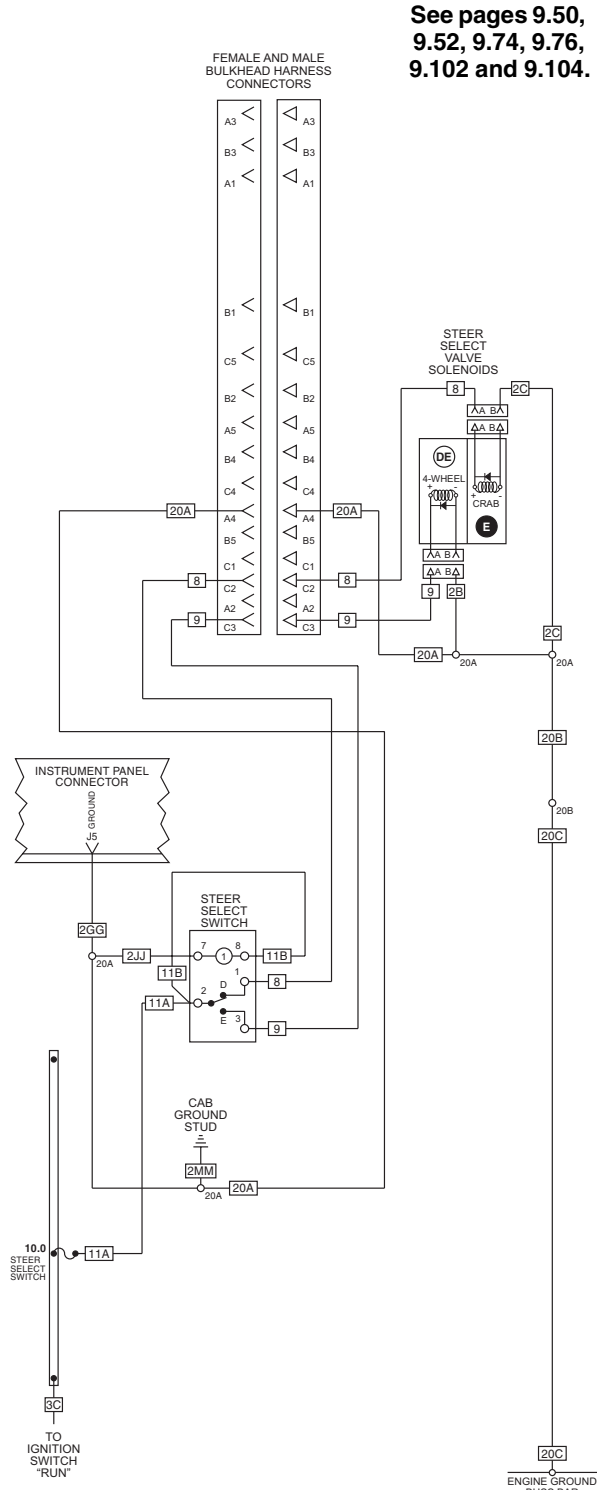 See pages 9.50,
9.52, 9.74, 9.76,
9.102 and 9.104.
FEMALE AND MALE
BULKHEAD HARNESS
CONNECTORS
A3 A3
B3 B3
A1 A1
B1 B1
C5 C5
B2 B2
A5 A5
B4 B4
C4 C4
20A A4 A4 20A
B5 B5
C1 C1
8 C2 C2 8
A2 A2
9 C3 C3 9
STEER
SELECT
VALVE
SOLENOIDS
8 2C
A B
A B
DE
4-WHEEL
+ -
+ -
CRAB
E
A B
A B
9 2B
2C
20A 20A 20A
20B
20B
20C
INSTRUMENT PANEL
CONNECTOR
GROUND
J5
2GG
20A
2JJ
STEER
SELECT
SWITCH
7 1 8 11B
11B
1 8
11A 2 D
E 3 9
CAB
GROUND
STUD
2MM
20A 20A
10.0
STEER
SELECT
SWITCH
11A
3C
TO
IGNITION
SWITCH
"RUN"
20C
ENGINE GROUND